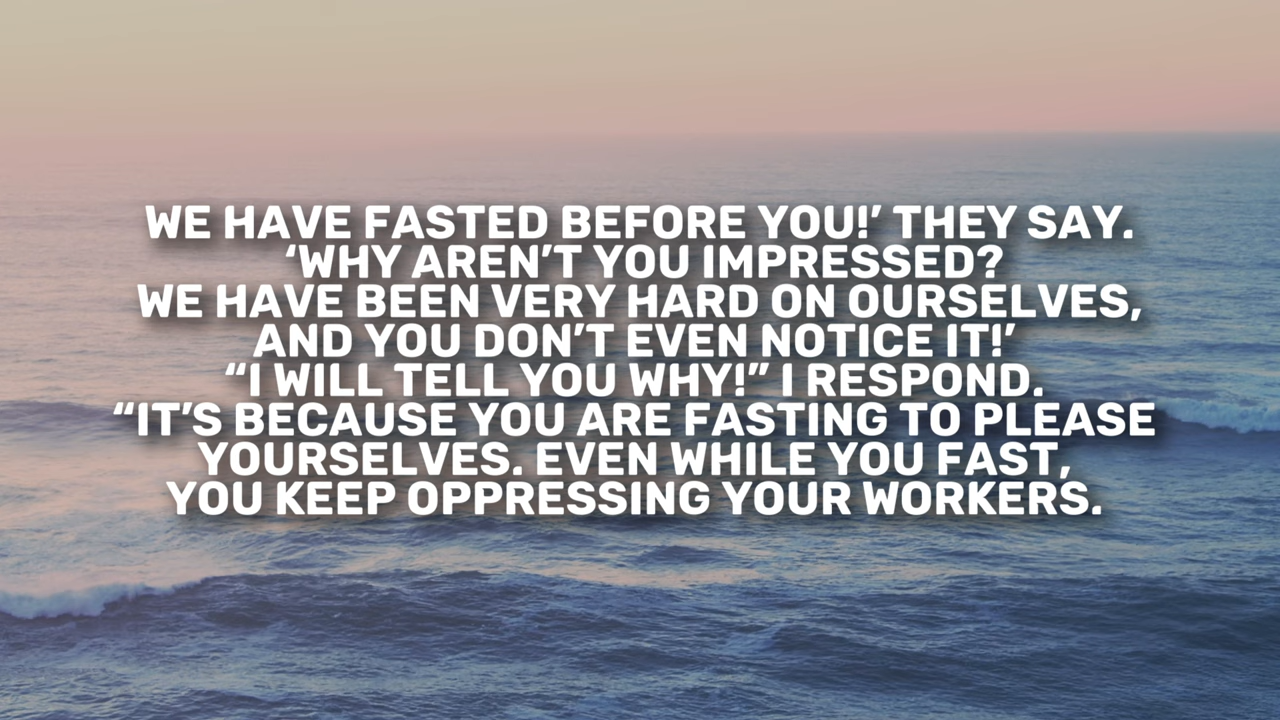 WE HAVE FASTED BEFORE YOU!’ THEY SAY.
‘WHY AREN’T YOU IMPRESSED?
WE HAVE BEEN VERY HARD ON OURSELVES,
AND YOU DON’T EVEN NOTICE IT!’
“I WILL TELL YOU WHY!” I RESPOND.
“IT’S BECAUSE YOU ARE FASTING TO PLEASE
YOURSELVES. EVEN WHILE YOU FAST,
YOU KEEP OPPRESSING YOUR WORKERS.